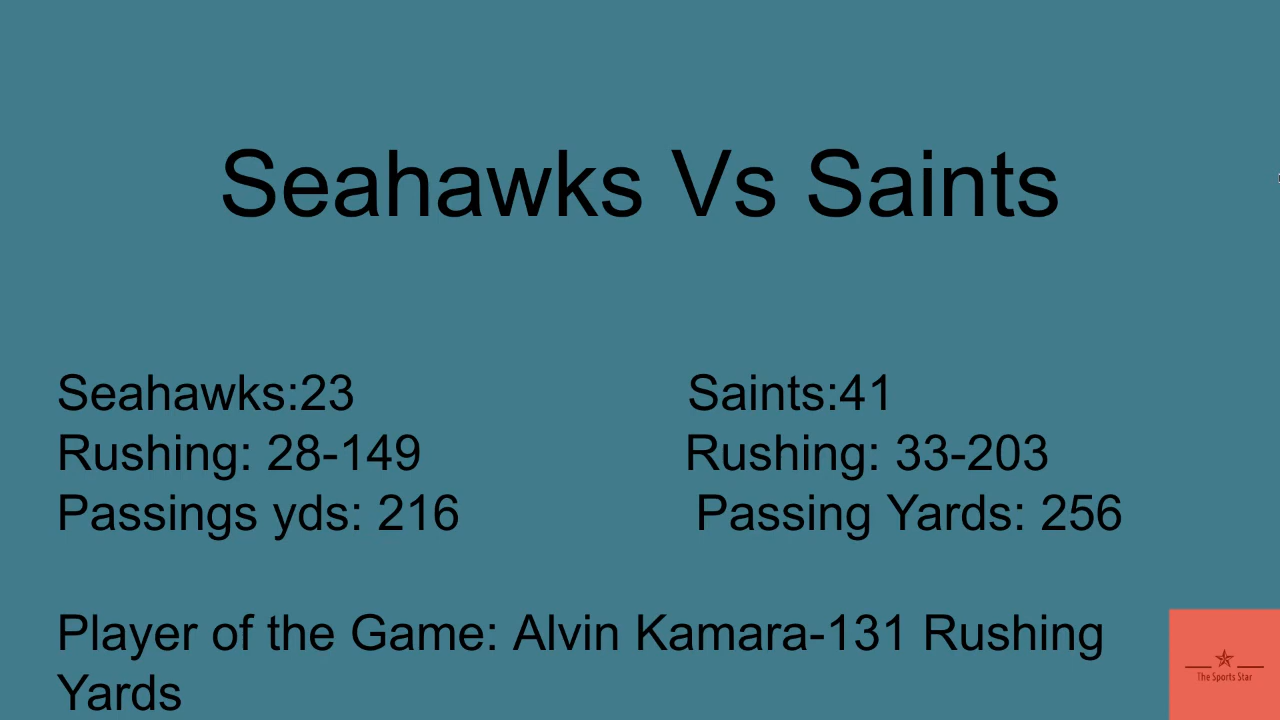 Seahawks Vs Saints
Seahawks:23 Saints:41
Rushing: 28-149 Rushing: 33-203
Passings yds: 216 Passing Yards: 256
Player of the Game: Alvin Kamara-131 Rushing
Yards
The Sports Star